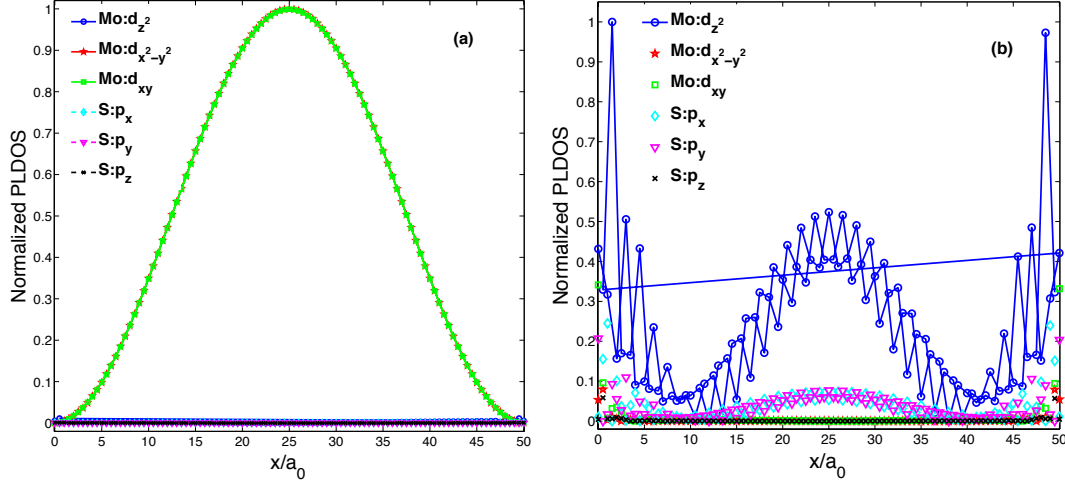 (a)
Mo:d_z²
Mo:d_x²−y²
Mo:d_xy
S:p_x
S:p_y
S:p_z
Normalized PLDOS
1
0.9
0.8
0.7
0.6
0.5
0.4
0.3
0.2
0.1
0
0 5 10 15 20 25 30 35 40 45 50
x/a₀
(b)
Mo:d_z²
Mo:d_x²−y²
Mo:d_xy
S:p_x
S:p_y
S:p_z
Normalized PLDOS
1
0.9
0.8
0.7
0.6
0.5
0.4
0.3
0.2
0.1
0
0 5 10 15 20 25 30 35 40 45 50
x/a₀